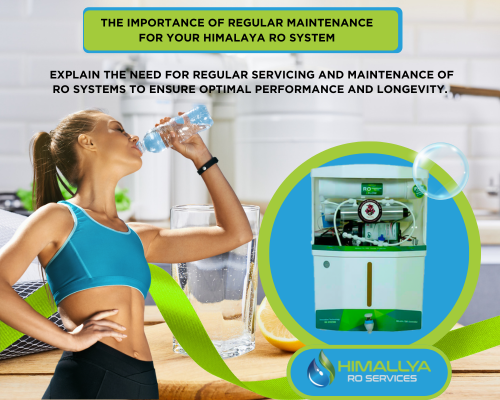 THE IMPORTANCE OF REGULAR MAINTENANCE
FOR YOUR HIMALAYA RO SYSTEM
EXPLAIN THE NEED FOR REGULAR SERVICING AND MAINTENANCE OF
RO SYSTEMS TO ENSURE OPTIMAL PERFORMANCE AND LONGEVITY.
RO
HIMALLYA
RO SERVICES